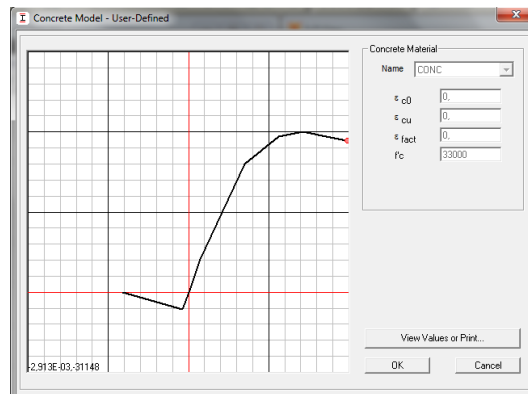 Concrete Model - User-Defined
Concrete Material
Name CONC
ε c0 0,
ε cu 0,
ε fact 0,
f'c 33000
-2,913E-03,-31148
View Values or Print...
OK Cancel